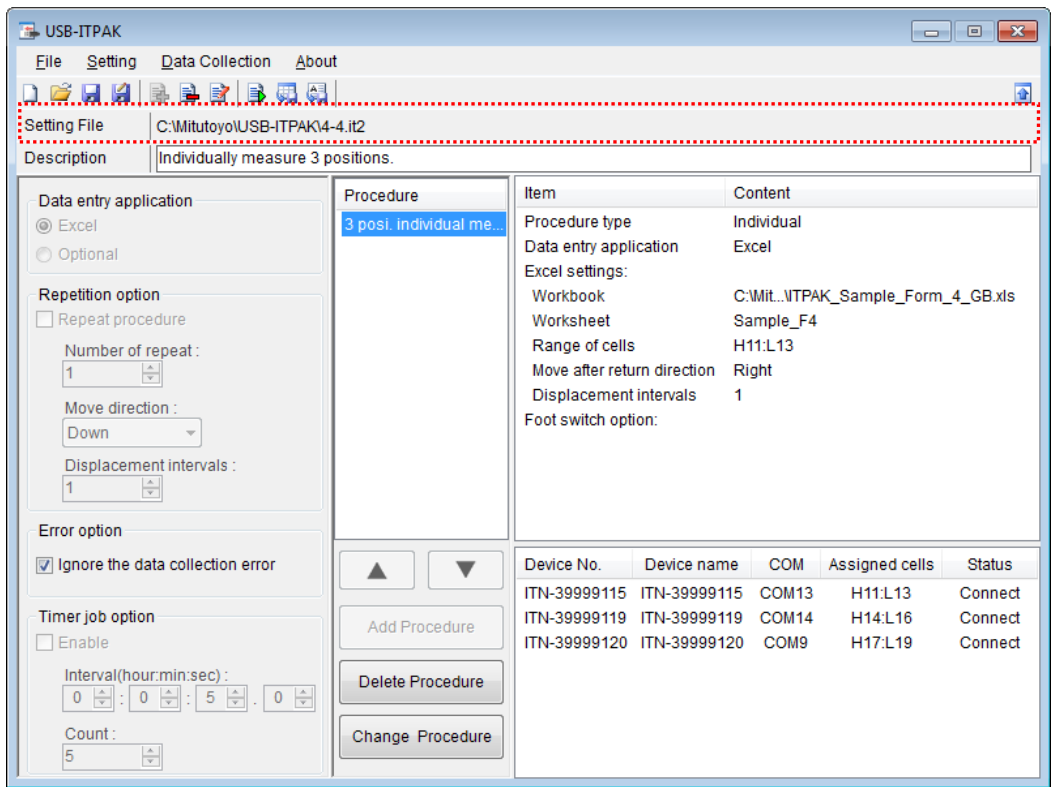 USB-ITPAK
File Setting Data Collection About
Setting File C:\Mitutoyo\USB-ITPAK\4-4.it2
Description Individually measure 3 positions.
Data entry application
Excel
Optional
Repetition option
Repeat procedure
Number of repeat :
1
Move direction :
Down
Displacement intervals :
1
Error option
Ignore the data collection error
Timer job option
Enable
Interval(hour:min:sec) :
0 : 0 : 5 . 0
Count :
5
Procedure
3 posi. individual me...
Add Procedure
Delete Procedure
Change Procedure
Item Content
Procedure type Individual
Data entry application Excel
Excel settings:
Workbook C:\Mit...\ITPAK_Sample_Form_4_GB.xls
Worksheet Sample_F4
Range of cells H11:L13
Move after return direction Right
Displacement intervals 1
Foot switch option:
Device No. Device name COM Assigned cells Status
ITN-39999115 ITN-39999115 COM13 H11:L13 Connect
ITN-39999119 ITN-39999119 COM14 H14:L16 Connect
ITN-39999120 ITN-39999120 COM9 H17:L19 Connect